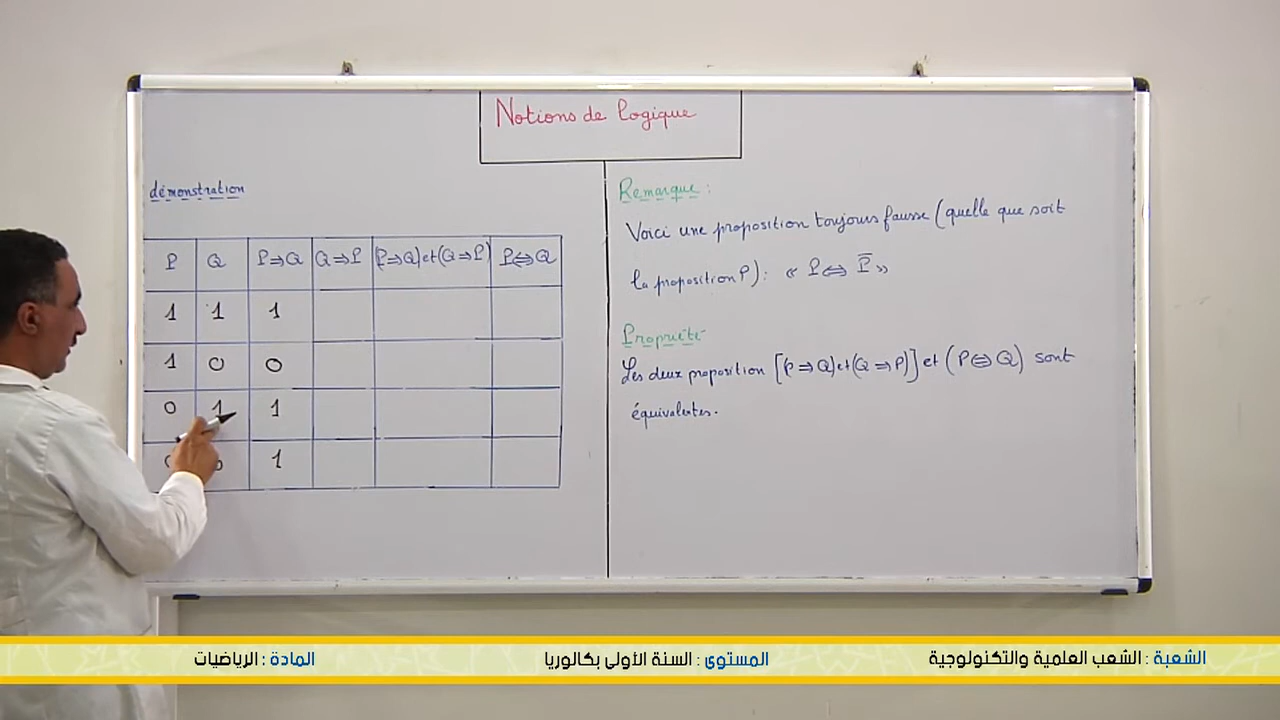 Notions de logique
démonstration
P Q P⇒Q Q⇒P (P⇒Q)et(Q⇒P) P⇔Q
1 1 1
1 0 0
0 1 1
1
Remarque :
Voici une proposition toujours fausse (quelle que soit
la proposition P) : « P ⇔ P̅ »
Propriété
Les deux proposition [(P⇒Q)et(Q⇒P)] et (P⇔Q) sont
équivalentes.
الشعبة : الشعب العلمية والتكنولوجية
المستوى : السنة الأولى بكالوريا
المادة : الرياضيات